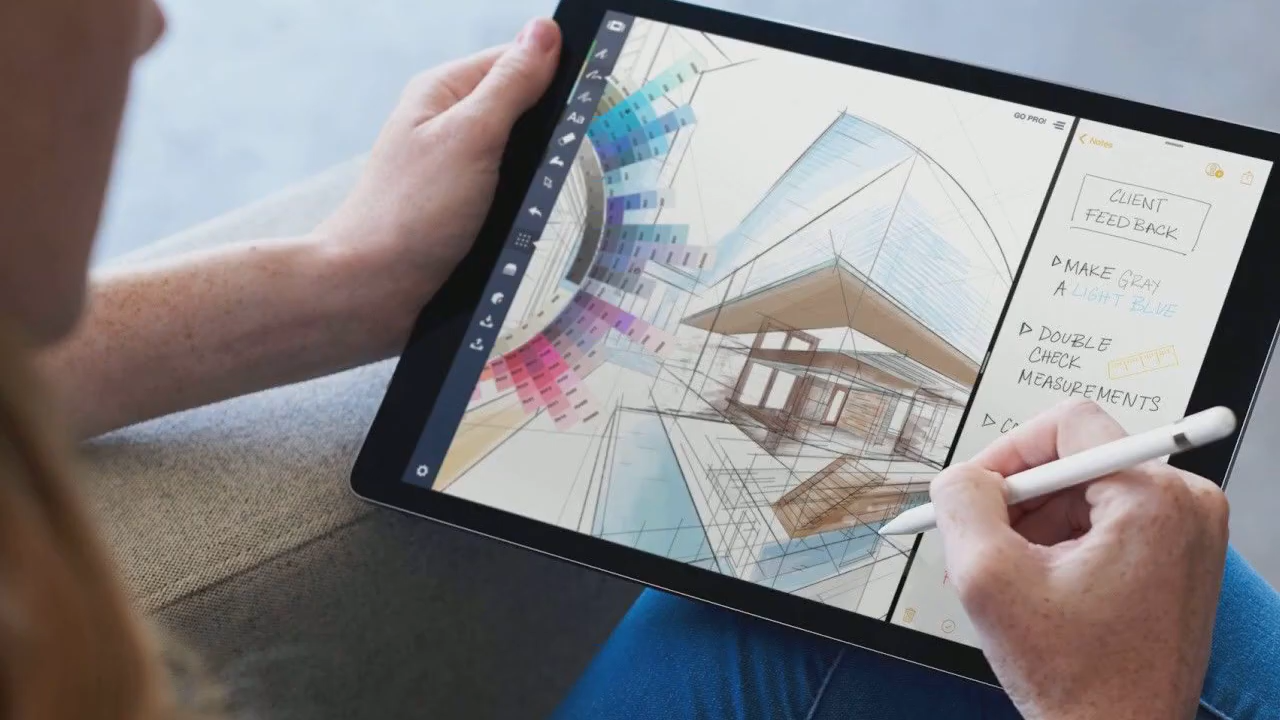 Aa
GO PRO!
Notes
CLIENT
FEEDBACK
MAKE GRAY
A LIGHT BLUE
DOUBLE
CHECK
MEASUREMENTS